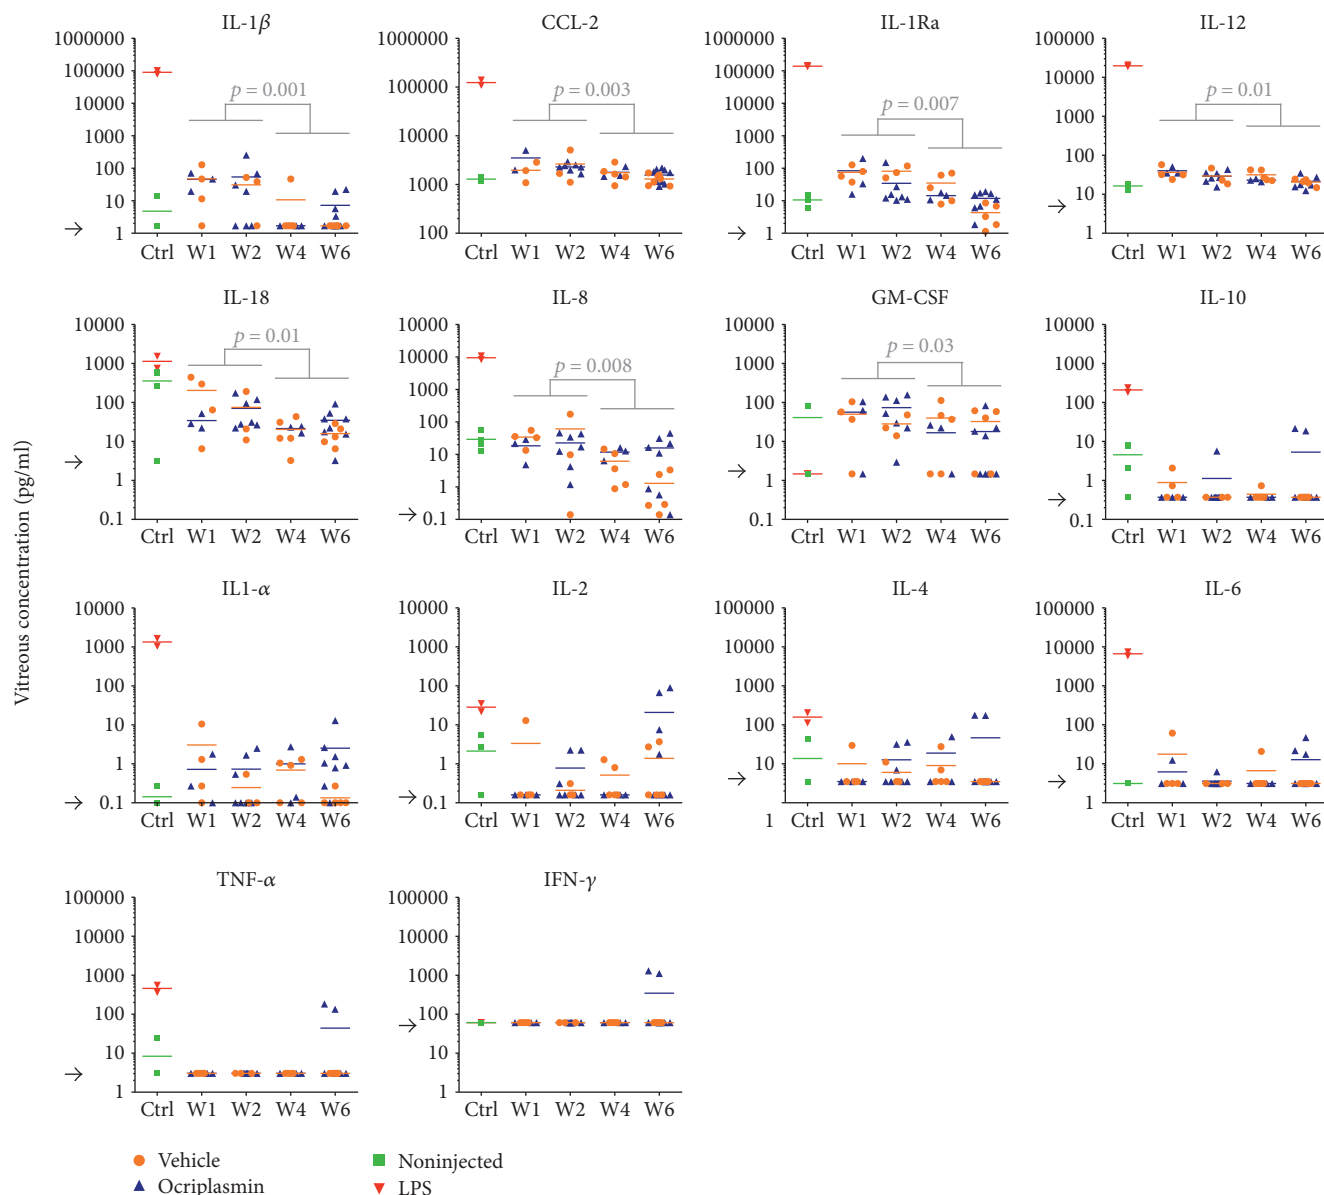 Vitreous concentration (pg/ml)
IL-1β
1000000
100000
10000
1000
100
10
1
p = 0.001
Ctrl W1 W2 W4 W6
CCL-2
1000000
100000
10000
1000
100
p = 0.003
Ctrl W1 W2 W4 W6
IL-1Ra
1000000
100000
10000
1000
100
10
1
p = 0.007
Ctrl W1 W2 W4 W6
IL-12
100000
10000
1000
100
10
1
p = 0.01
Ctrl W1 W2 W4 W6
IL-18
10000
1000
100
10
1
0.1
p = 0.01
Ctrl W1 W2 W4 W6
IL-8
100000
10000
1000
100
10
1
0.1
p = 0.008
Ctrl W1 W2 W4 W6
GM-CSF
10000
1000
100
10
1
0.1
p = 0.03
Ctrl W1 W2 W4 W6
IL-10
10000
1000
100
10
1
0.1
Ctrl W1 W2 W4 W6
IL1-α
10000
1000
100
10
1
0.1
Ctrl W1 W2 W4 W6
IL-2
10000
1000
100
10
1
0.1
Ctrl W1 W2 W4 W6
IL-4
100000
10000
1000
100
10
1
Ctrl W1 W2 W4 W6
IL-6
100000
10000
1000
100
10
1
Ctrl W1 W2 W4 W6
TNF-α
100000
10000
1000
100
10
1
Ctrl W1 W2 W4 W6
IFN-γ
100000
10000
1000
100
10
1
Ctrl W1 W2 W4 W6
Vehicle
Ocriplasmin
Noninjected
LPS